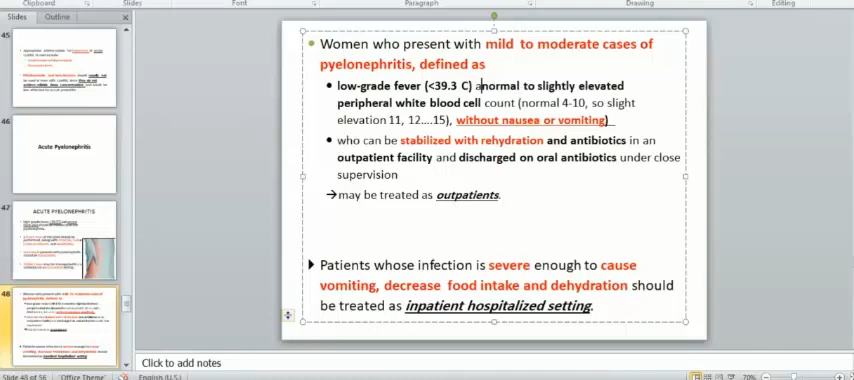 Clipboard
Font
Paragraph
Drawing
Editing
Slides
Outline
45
46
Acute Pyelonephritis
47
ACUTE PYELONEPHRITIS
48
Women who present with mild to moderate cases of
pyelonephritis, defined as
low-grade fever (<39.3 C) anormal to slightly elevated
peripheral white blood cell count (normal 4-10, so slight
elevation 11, 12....15), without nausea or vomiting)
who can be stabilized with rehydration and antibiotics in an
outpatient facility and discharged on oral antibiotics under close
supervision
→may be treated as outpatients.
Patients whose infection is severe enough to cause
vomiting, decrease food intake and dehydration should
be treated as inpatient hospitalized setting.
Click to add notes
Slide 48 of 56
"Office Theme"
English (U.S.)
70%